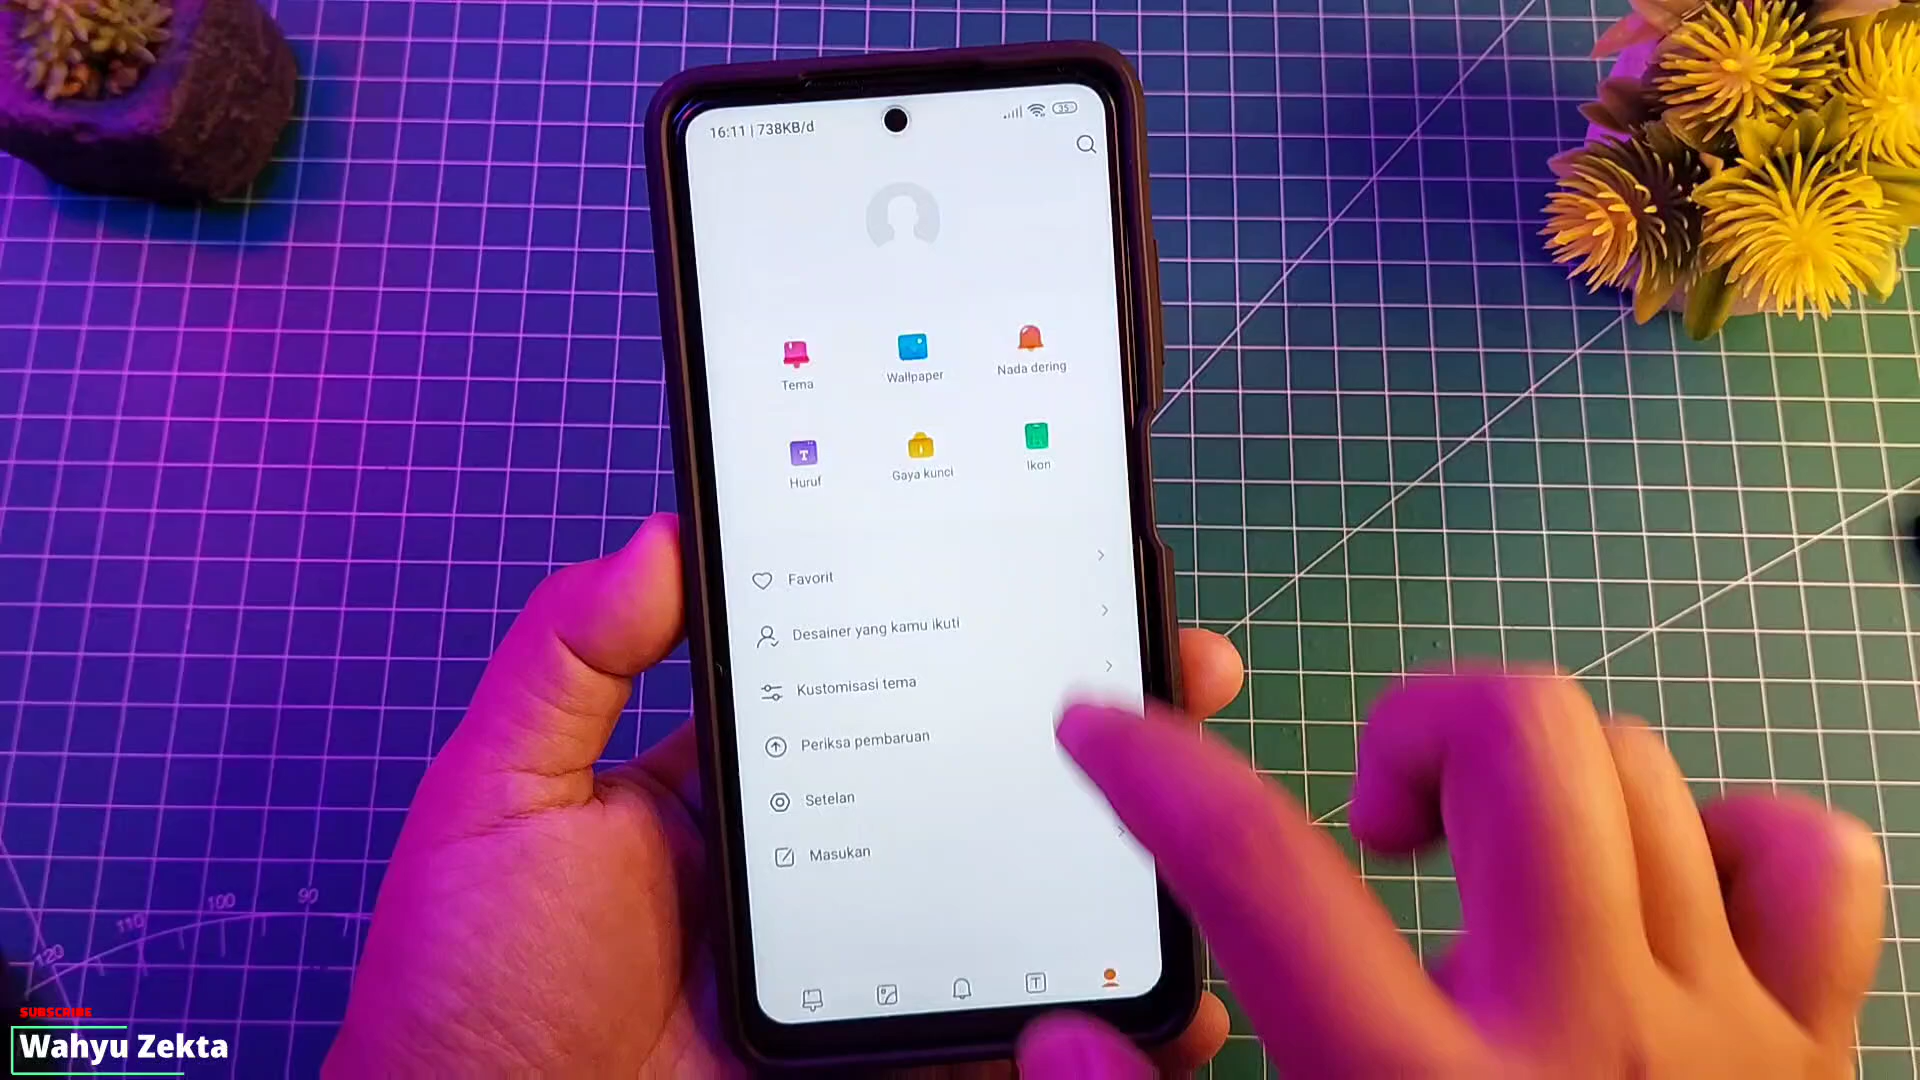 16:11 | 738KB/d
35
Tema
Wallpaper
Nada dering
T
Huruf
Gaya kunci
Ikon
Favorit
Desainer yang kamu ikuti
Kustomisasi tema
Periksa pembaruan
Setelan
Masukan
T
120
110
100
90
SUBSCRIBE
Wahyu Zekta